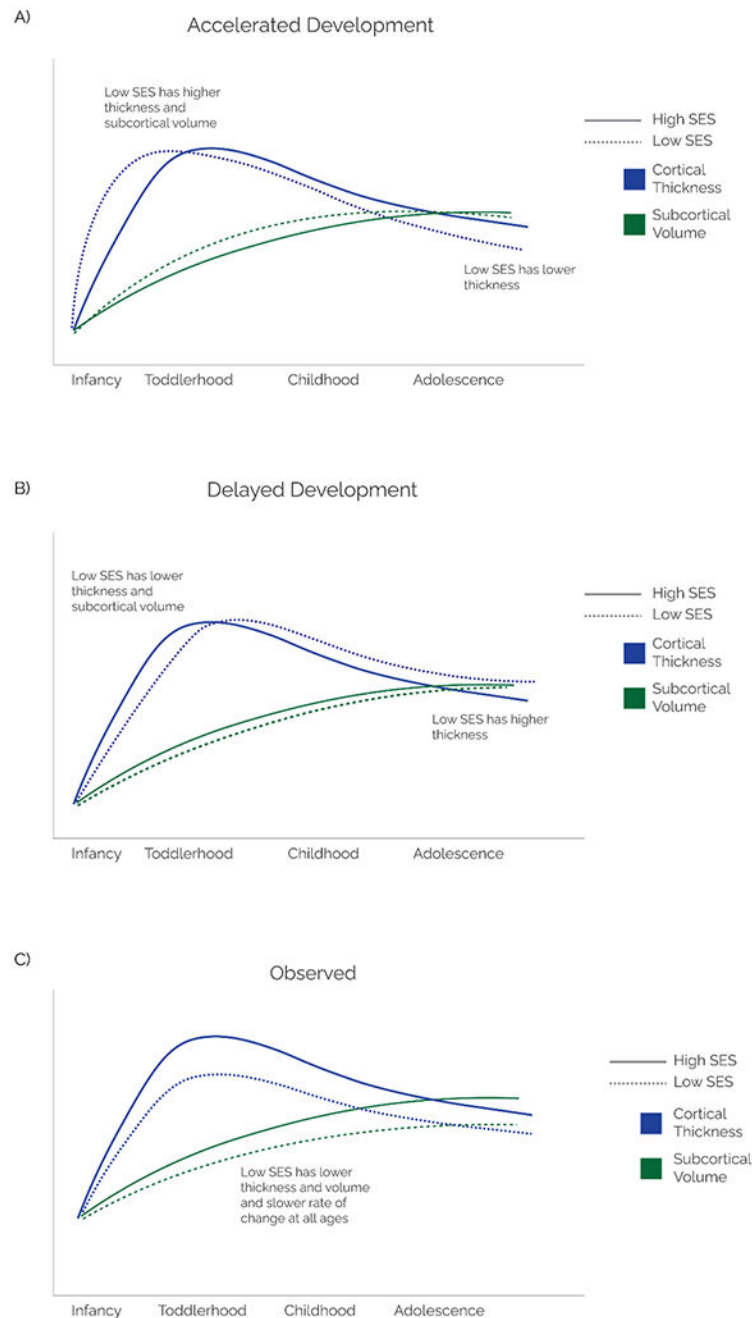 A)
Accelerated Development
Low SES has higher
thickness and
subcortical volume
High SES
Low SES
Cortical
Thickness
Subcortical
Volume
Low SES has lower
thickness
Infancy Toddlerhood Childhood Adolescence
B)
Delayed Development
Low SES has lower
thickness and
subcortical volume
High SES
Low SES
Cortical
Thickness
Subcortical
Volume
Low SES has higher
thickness
Infancy Toddlerhood Childhood Adolescence
C)
Observed
High SES
Low SES
Cortical
Thickness
Subcortical
Volume
Low SES has lower
thickness and volume
and slower rate of
change at all ages
Infancy Toddlerhood Childhood Adolescence